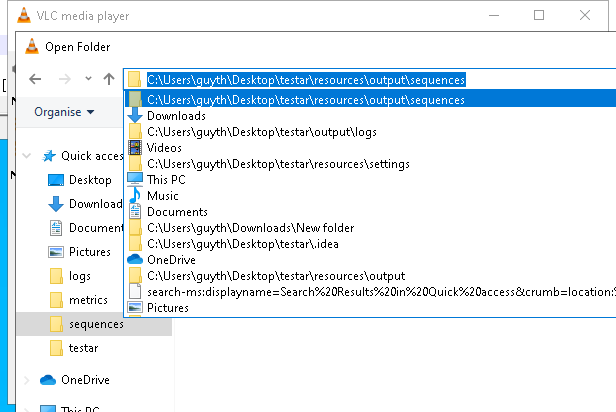 VLC media player
Open Folder
C:\Users\guyth\Desktop\testar\resources\output\sequences
C:\Users\guyth\Desktop\testar\resources\output\sequences
Organise
Downloads
C:\Users\guyth\Desktop\testar\output\logs
Quick access
Videos
C:\Users\guyth\Desktop\testar\resources\settings
Desktop
This PC
Music
Download
Documents
Document
C:\Users\guyth\Downloads\New folder
C:\Users\guyth\Desktop\testar\.idea
Pictures
OneDrive
logs
C:\Users\guyth\Desktop\testar\resources\output
metrics
search-ms:displayname=Search%20Results%20in%20Quick%20access&crumb=location:
Pictures
sequences
testar
OneDrive
This PC